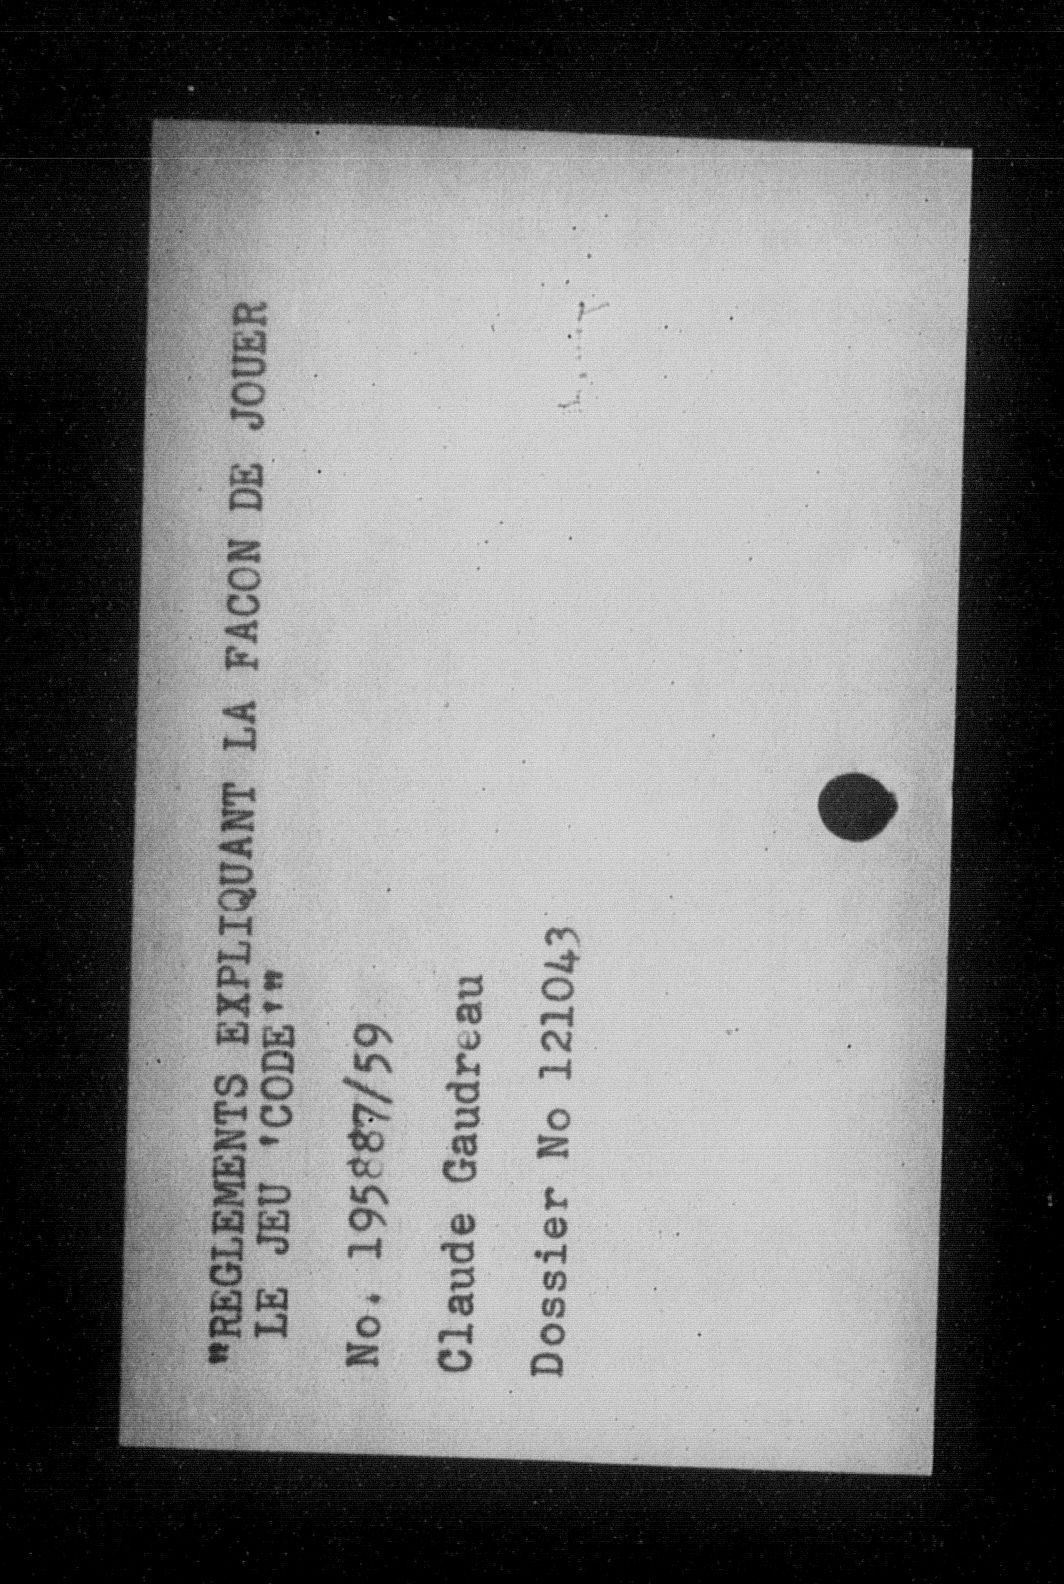 "REGLEMENTS EXPLIQUANT LA FACON DE JOUER
LE JEU 'CODE'"
No. 195887/59
Claude Gaudreau
Dossier No 121043